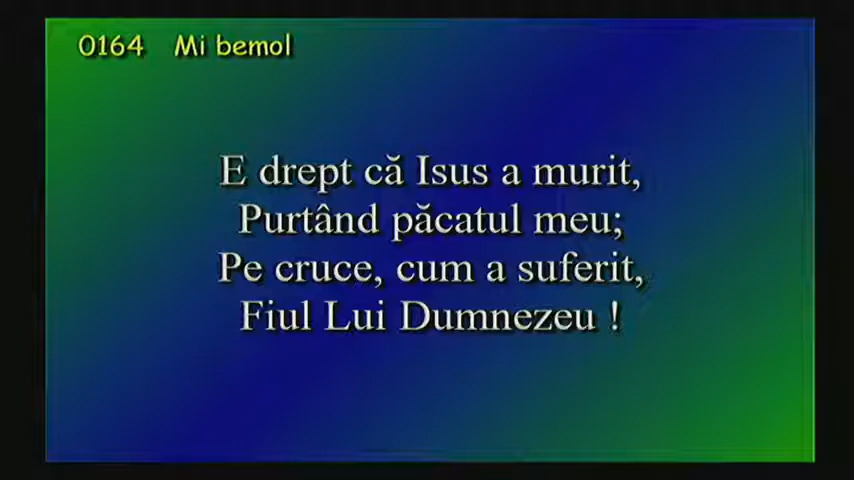 0164 Mi bemol
E drept că Isus a murit,
Purtând păcatul meu;
Pe cruce, cum a suferit,
Fiul Lui Dumnezeu !